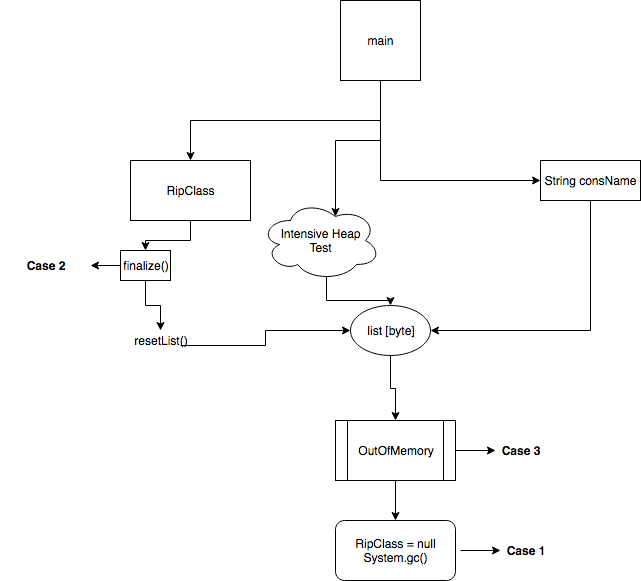 main
RipClass
String consName
Intensive Heap
Test
Case 2
finalize()
resetList()
list [byte]
OutOfMemory
Case 3
RipClass = null
System.gc()
Case 1